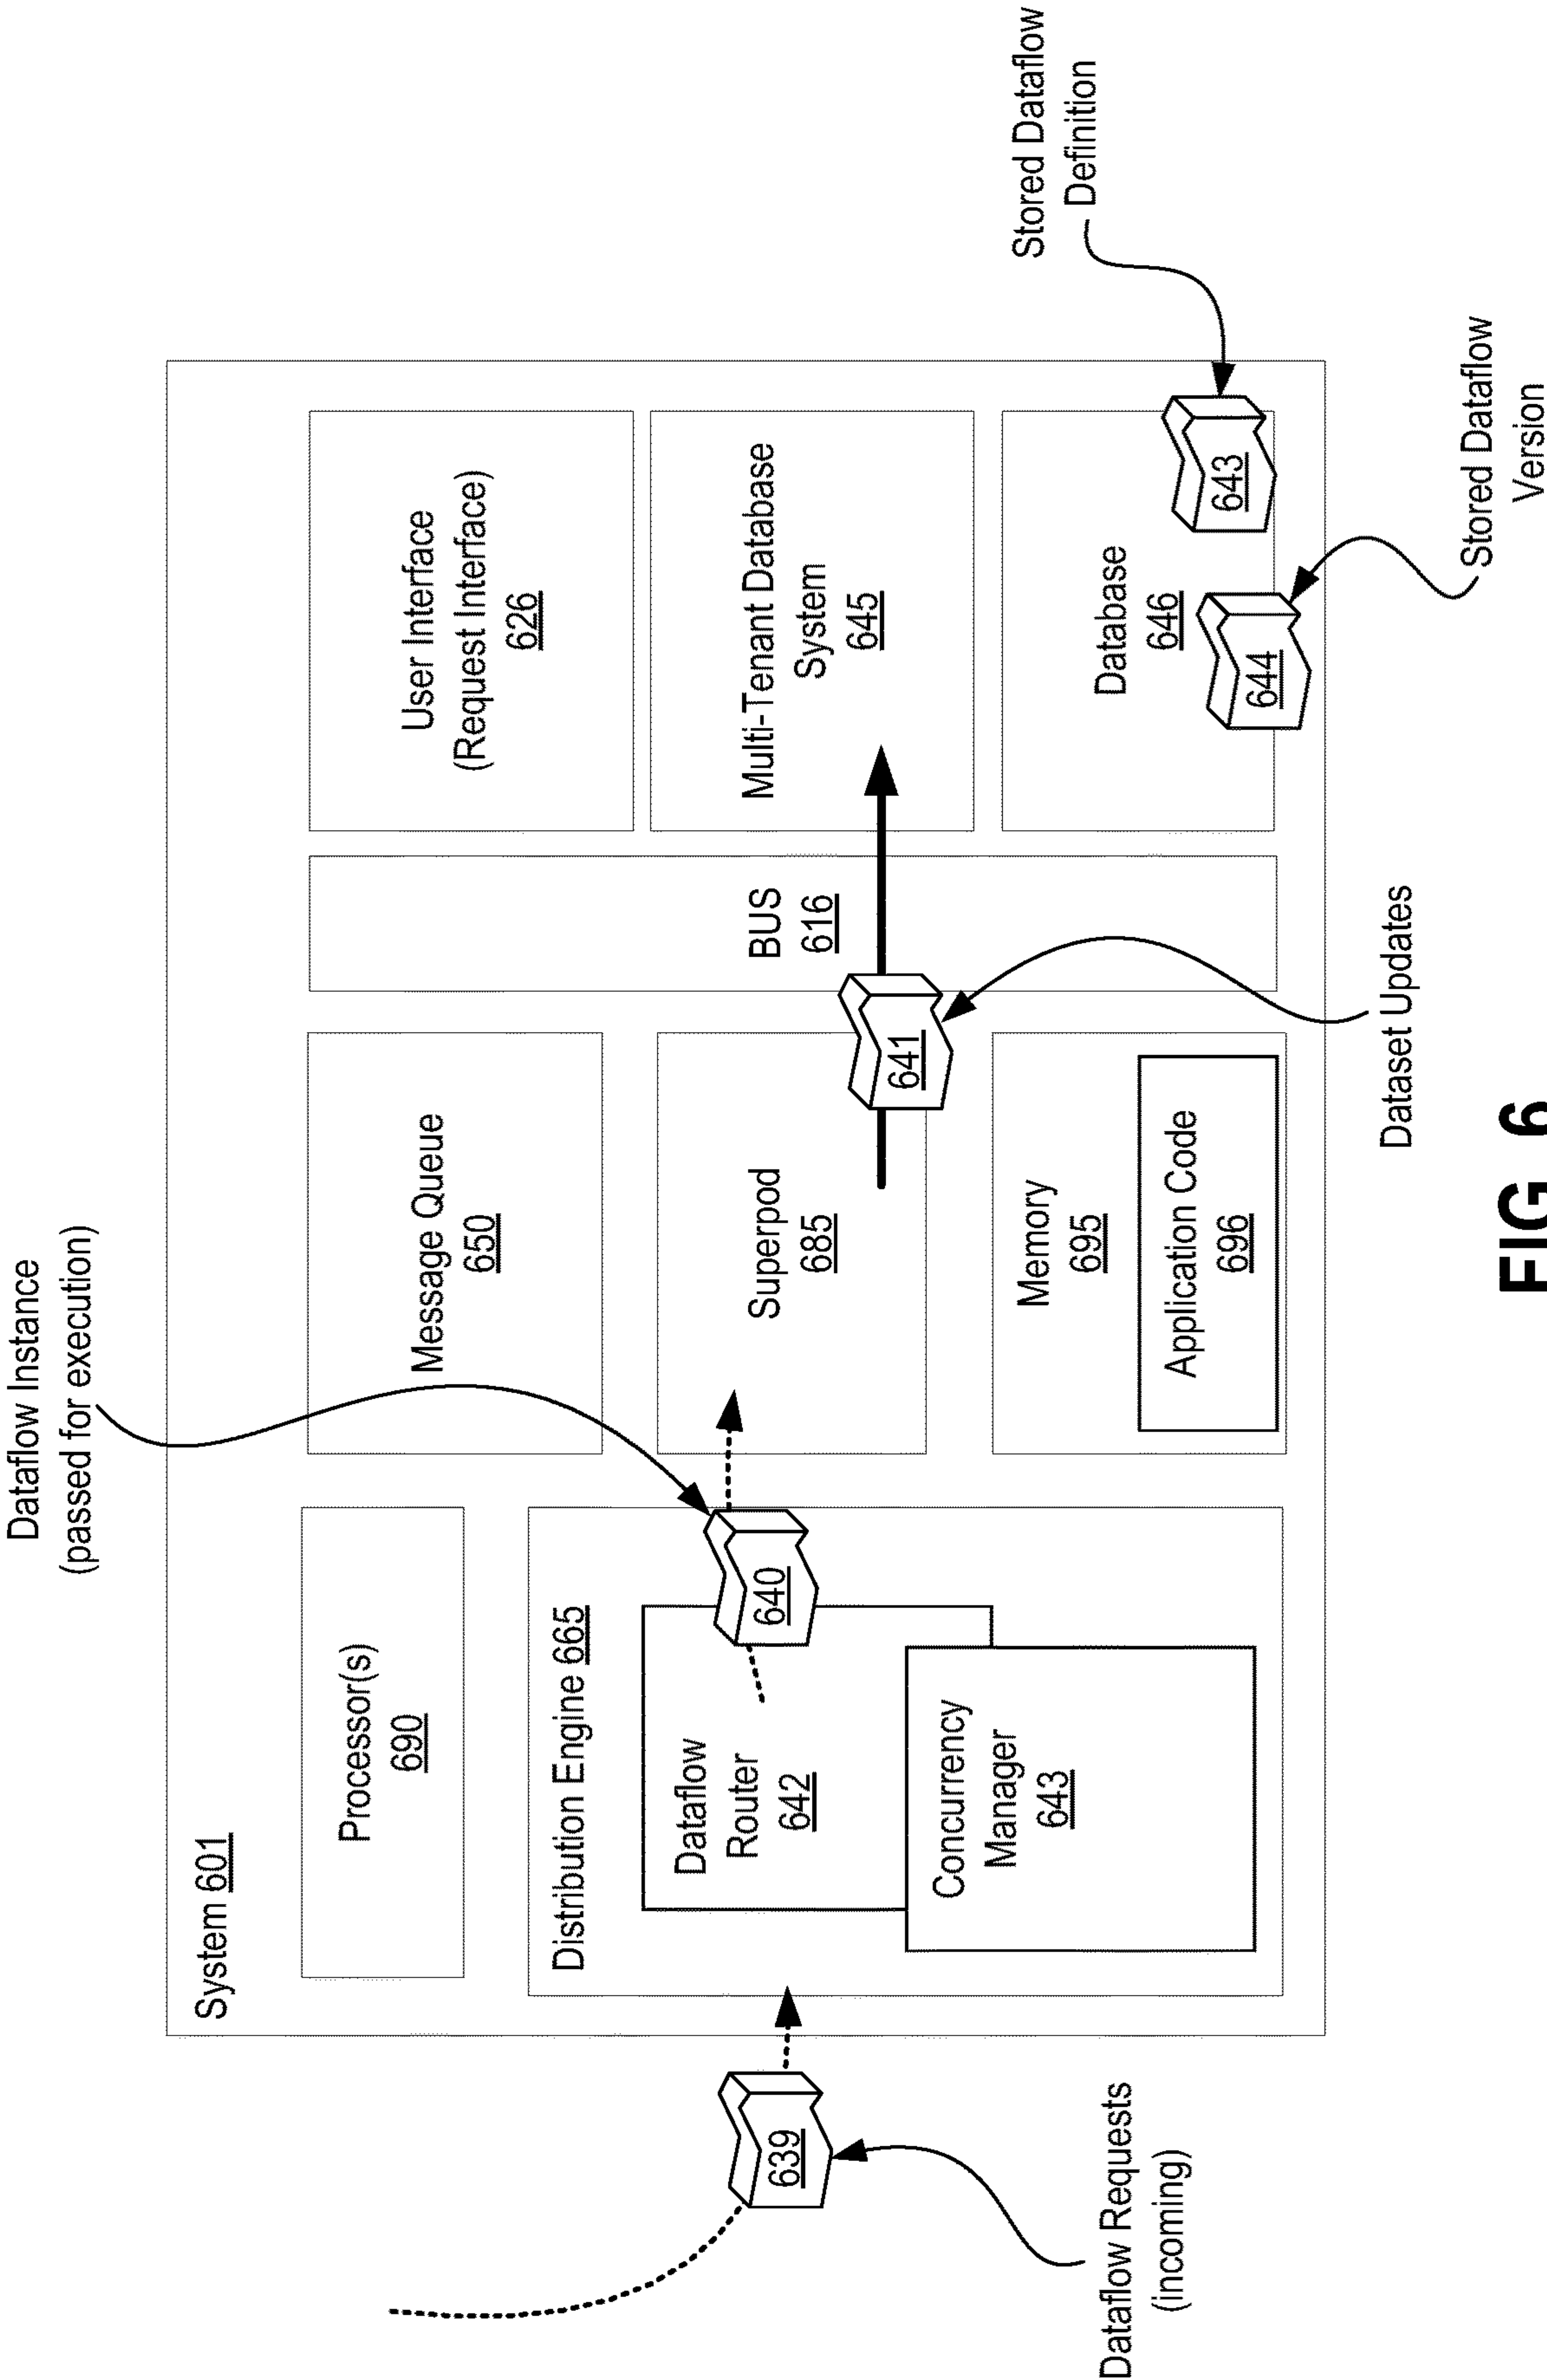 Dataflow Instance
(passed for execution)
System 601
Processor(s)
690
Message Queue
650
User Interface
(Request Interface)
626
Distribution Engine 665
Dataflow
Router
642
640
Concurrency
Manager
643
Superpod
685
641
BUS
616
Multi-Tenant Database
System
645
Memory
695
Application Code
696
Database
646
644
643
639
Dataflow Requests
(incoming)
Dataset Updates
Stored Dataflow
Definition
Stored Dataflow
Version
FIG. 6